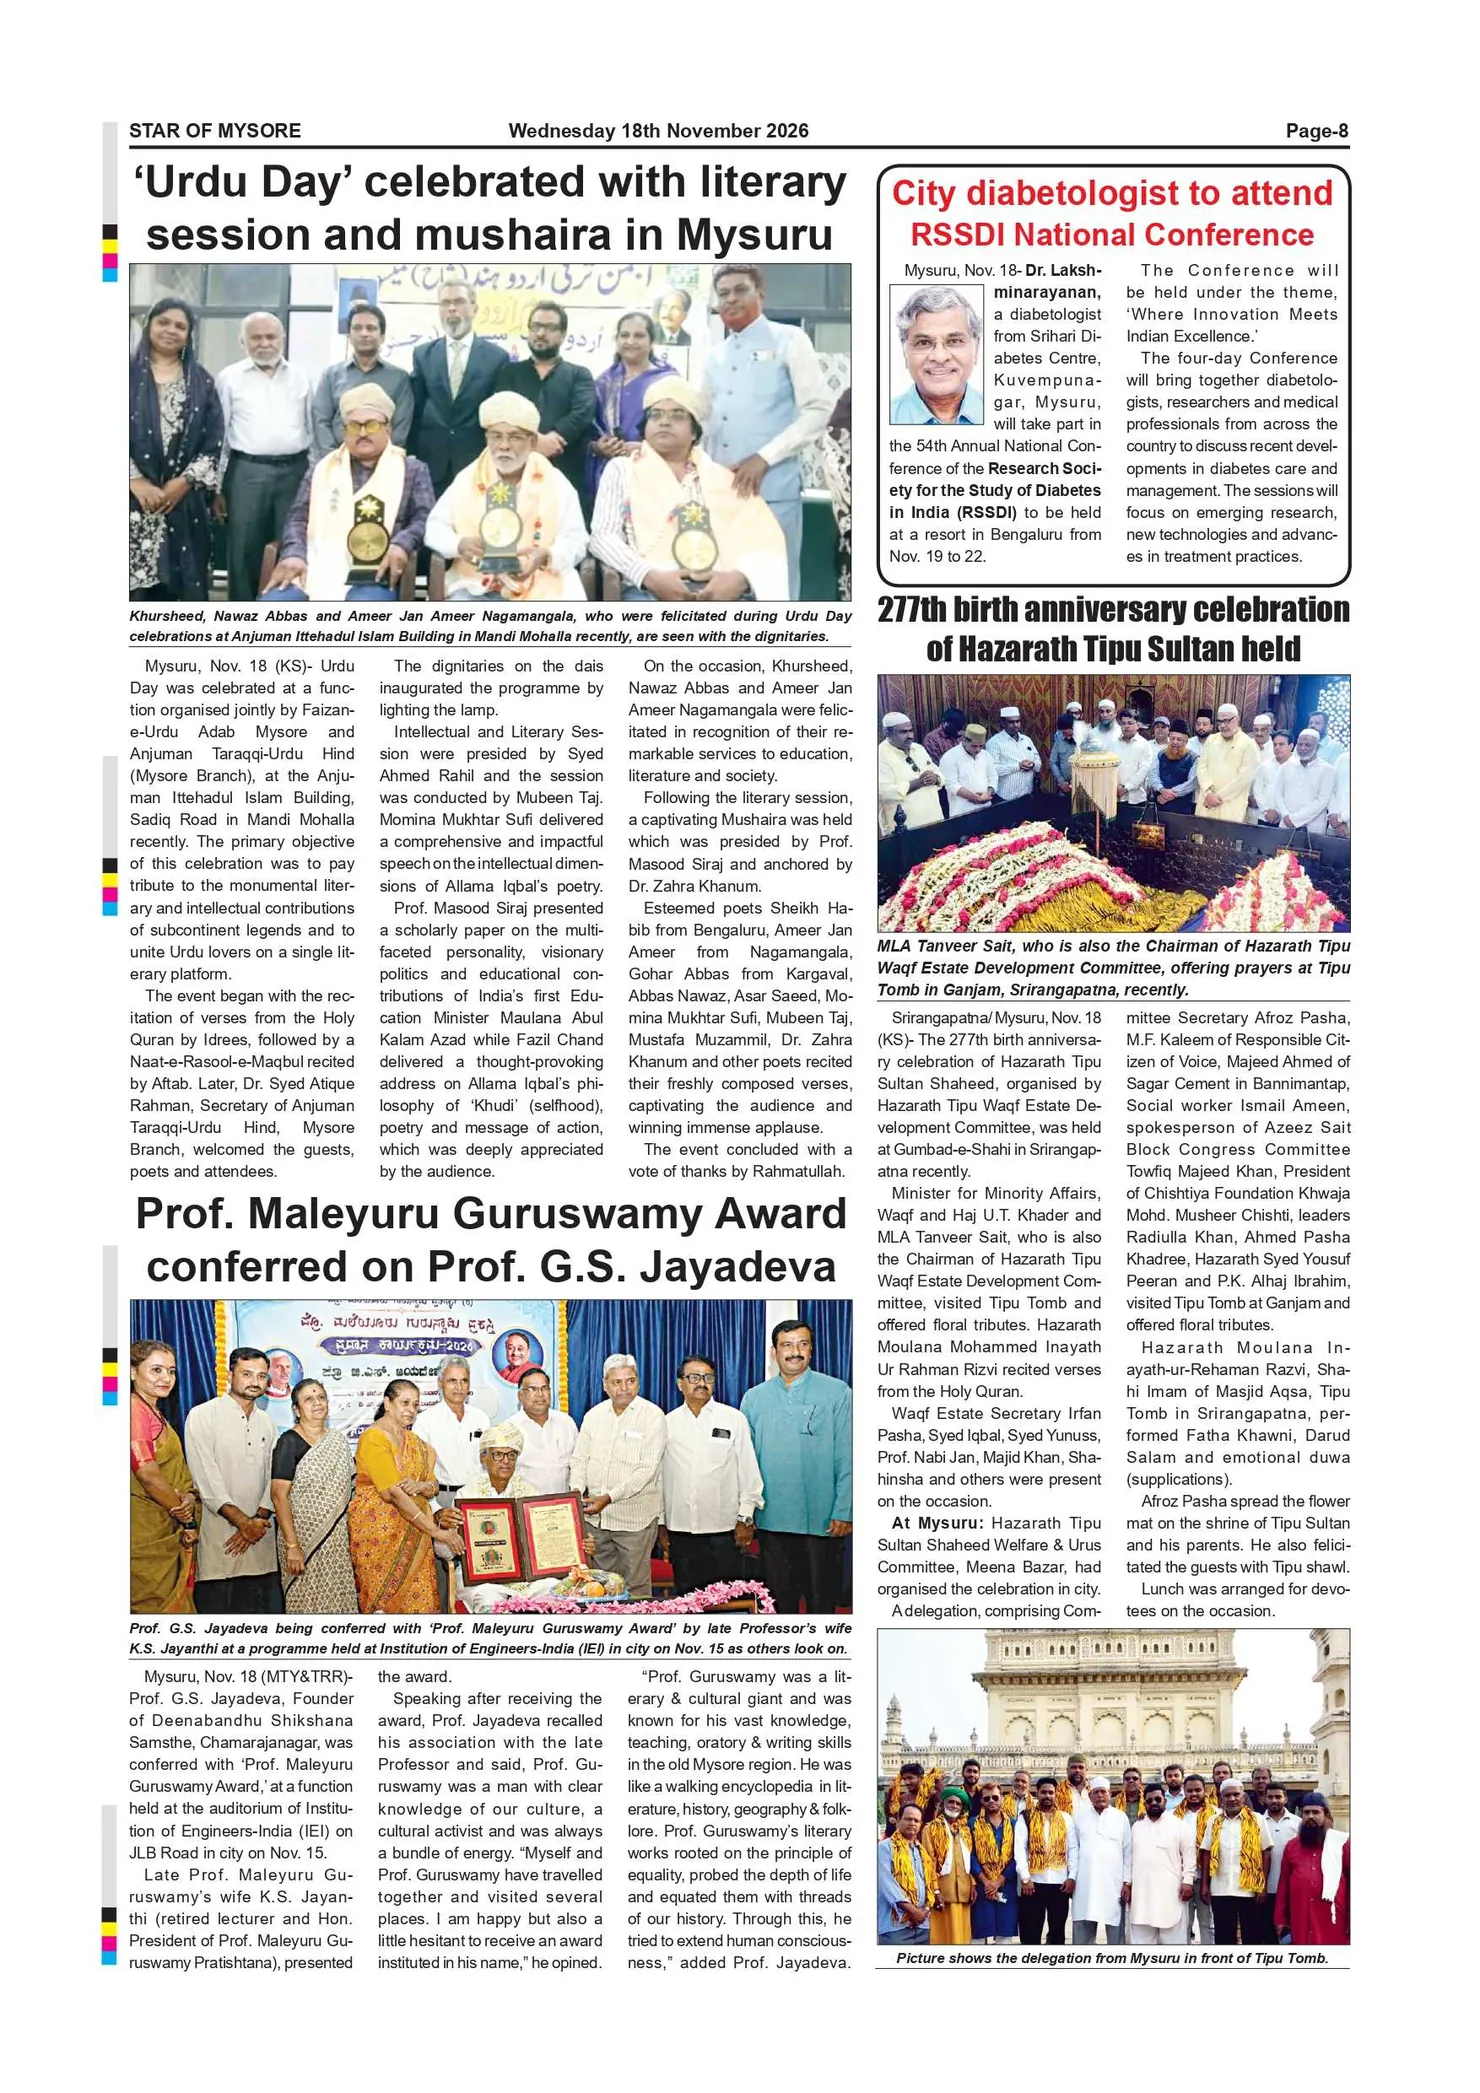 STAR OF MYSORE
Wednesday 18th November 2026
Page-8
‘Urdu Day’ celebrated with literary
session and mushaira in Mysuru
Khursheed, Nawaz Abbas and Ameer Jan Ameer Nagamangala, who were felicitated during Urdu Day
celebrations at Anjuman Ittehadul Islam Building in Mandi Mohalla recently, are seen with the dignitaries.
Mysuru, Nov. 18 (KS)- Urdu
Day was celebrated at a func-
tion organised jointly by Faizan-
e-Urdu Adab Mysore and
Anjuman Taraqqi-Urdu Hind
(Mysore Branch), at the Anju-
man Ittehadul Islam Building,
Sadiq Road in Mandi Mohalla
recently. The primary objective
of this celebration was to pay
tribute to the monumental liter-
ary and intellectual contributions
of subcontinent legends and to
unite Urdu lovers on a single lit-
erary platform.
The event began with the rec-
itation of verses from the Holy
Quran by Idrees, followed by a
Naat-e-Rasool-e-Maqbul recited
by Aftab. Later, Dr. Syed Atique
Rahman, Secretary of Anjuman
Taraqqi-Urdu Hind, Mysore
Branch, welcomed the guests,
poets and attendees.
The dignitaries on the dais
inaugurated the programme by
lighting the lamp.
Intellectual and Literary Ses-
sion were presided by Syed
Ahmed Rahil and the session
was conducted by Mubeen Taj.
Momina Mukhtar Sufi delivered
a comprehensive and impactful
speech on the intellectual dimen-
sions of Allama Iqbal’s poetry.
Prof. Masood Siraj presented
a scholarly paper on the multi-
faceted personality, visionary
politics and educational con-
tributions of India’s first Edu-
cation Minister Maulana Abul
Kalam Azad while Fazil Chand
delivered a thought-provoking
address on Allama Iqbal’s phi-
losophy of ‘Khudi’ (selfhood),
poetry and message of action,
which was deeply appreciated
by the audience.
On the occasion, Khursheed,
Nawaz Abbas and Ameer Jan
Ameer Nagamangala were felic-
itated in recognition of their re-
markable services to education,
literature and society.
Following the literary session,
a captivating Mushaira was held
which was presided by Prof.
Masood Siraj and anchored by
Dr. Zahra Khanum.
Esteemed poets Sheikh Ha-
bib from Bengaluru, Ameer Jan
Ameer from Nagamangala,
Gohar Abbas from Kargaval,
Abbas Nawaz, Asar Saeed, Mo-
mina Mukhtar Sufi, Mubeen Taj,
Mustafa Muzammil, Dr. Zahra
Khanum and other poets recited
their freshly composed verses,
captivating the audience and
winning immense applause.
The event concluded with a
vote of thanks by Rahmatullah.
Prof. Maleyuru Guruswamy Award
conferred on Prof. G.S. Jayadeva
ಪ್ರೊ. ಮಲೆಯೂರು ಗುರುಸ್ವಾಮಿ ಪ್ರಶಸ್ತಿ
ಪ್ರದಾನ ಕಾರ್ಯಕ್ರಮ-2026
ಪ್ರೊ ಜಿ.ಎಸ್. ಜಯದೇವ
Prof. G.S. Jayadeva being conferred with ‘Prof. Maleyuru Guruswamy Award’ by late Professor’s wife
K.S. Jayanthi at a programme held at Institution of Engineers-India (IEI) in city on Nov. 15 as others look on.
Mysuru, Nov. 18 (MTY&TRR)-
Prof. G.S. Jayadeva, Founder
of Deenabandhu Shikshana
Samsthe, Chamarajanagar, was
conferred with ‘Prof. Maleyuru
Guruswamy Award,’ at a function
held at the auditorium of Institu-
tion of Engineers-India (IEI) on
JLB Road in city on Nov. 15.
Late Prof. Maleyuru Gu-
ruswamy’s wife K.S. Jayan-
thi (retired lecturer and Hon.
President of Prof. Maleyuru Gu-
ruswamy Pratishtana), presented
the award.
Speaking after receiving the
award, Prof. Jayadeva recalled
his association with the late
Professor and said, Prof. Gu-
ruswamy was a man with clear
knowledge of our culture, a
cultural activist and was always
a bundle of energy. “Myself and
Prof. Guruswamy have travelled
together and visited several
places. I am happy but also a
little hesitant to receive an award
instituted in his name,” he opined.
“Prof. Guruswamy was a lit-
erary & cultural giant and was
known for his vast knowledge,
teaching, oratory & writing skills
in the old Mysore region. He was
like a walking encyclopedia in lit-
erature, history, geography & folk-
lore. Prof. Guruswamy’s literary
works rooted on the principle of
equality, probed the depth of life
and equated them with threads
of our history. Through this, he
tried to extend human conscious-
ness,” added Prof. Jayadeva.
City diabetologist to attend
RSSDI National Conference
Mysuru, Nov. 18- Dr. Laksh-
minarayanan,
a diabetologist
from Srihari Di-
abetes Centre,
Kuvempuna-
gar, Mysuru,
will take part in
the 54th Annual National Con-
ference of the Research Soci-
ety for the Study of Diabetes
in India (RSSDI) to be held
at a resort in Bengaluru from
Nov. 19 to 22.
The Conference will
be held under the theme,
‘Where Innovation Meets
Indian Excellence.’
The four-day Conference
will bring together diabetolo-
gists, researchers and medical
professionals from across the
country to discuss recent devel-
opments in diabetes care and
management. The sessions will
focus on emerging research,
new technologies and advanc-
es in treatment practices.
277th birth anniversary celebration
of Hazarath Tipu Sultan held
MLA Tanveer Sait, who is also the Chairman of Hazarath Tipu
Waqf Estate Development Committee, offering prayers at Tipu
Tomb in Ganjam, Srirangapatna, recently.
Srirangapatna/ Mysuru, Nov. 18
(KS)- The 277th birth anniversa-
ry celebration of Hazarath Tipu
Sultan Shaheed, organised by
Hazarath Tipu Waqf Estate De-
velopment Committee, was held
at Gumbad-e-Shahi in Srirangap-
atna recently.
Minister for Minority Affairs,
Waqf and Haj U.T. Khader and
MLA Tanveer Sait, who is also
the Chairman of Hazarath Tipu
Waqf Estate Development Com-
mittee, visited Tipu Tomb and
offered floral tributes. Hazarath
Moulana Mohammed Inayath
Ur Rahman Rizvi recited verses
from the Holy Quran.
Waqf Estate Secretary Irfan
Pasha, Syed Iqbal, Syed Yunuss,
Prof. Nabi Jan, Majid Khan, Sha-
hinsha and others were present
on the occasion.
At Mysuru: Hazarath Tipu
Sultan Shaheed Welfare & Urus
Committee, Meena Bazar, had
organised the celebration in city.
A delegation, comprising Com-
mittee Secretary Afroz Pasha,
M.F. Kaleem of Responsible Cit-
izen of Voice, Majeed Ahmed of
Sagar Cement in Bannimantap,
Social worker Ismail Ameen,
spokesperson of Azeez Sait
Block Congress Committee
Towfiq Majeed Khan, President
of Chishtiya Foundation Khwaja
Mohd. Musheer Chishti, leaders
Radiulla Khan, Ahmed Pasha
Khadree, Hazarath Syed Yousuf
Peeran and P.K. Alhaj Ibrahim,
visited Tipu Tomb at Ganjam and
offered floral tributes.
Hazarath Moulana In-
ayath-ur-Rehaman Razvi, Sha-
hi Imam of Masjid Aqsa, Tipu
Tomb in Srirangapatna, per-
formed Fatha Khawni, Darud
Salam and emotional duwa
(supplications).
Afroz Pasha spread the flower
mat on the shrine of Tipu Sultan
and his parents. He also felici-
tated the guests with Tipu shawl.
Lunch was arranged for devo-
tees on the occasion.
Picture shows the delegation from Mysuru in front of Tipu Tomb.